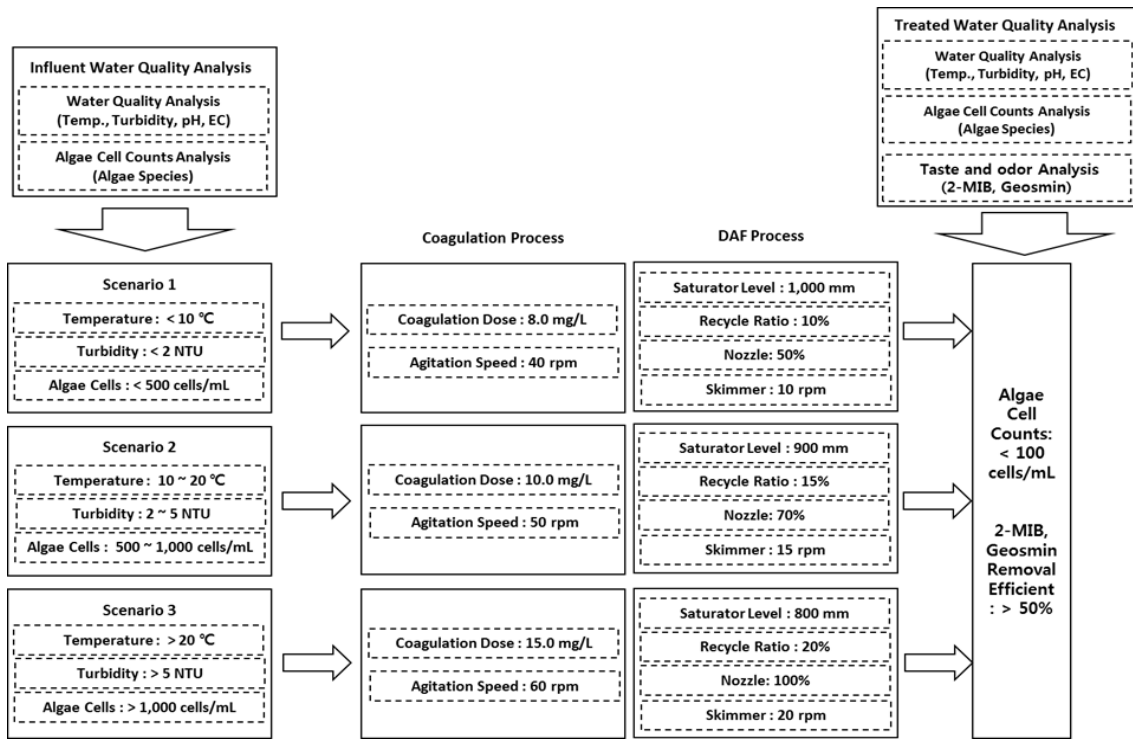 Influent Water Quality Analysis
Water Quality Analysis
(Temp., Turbidity, pH, EC)
Algae Cell Counts Analysis
(Algae Species)
Treated Water Quality Analysis
Water Quality Analysis
(Temp., Turbidity, pH, EC)
Algae Cell Counts Analysis
(Algae Species)
Taste and odor Analysis
(2-MIB, Geosmin)
Coagulation Process
DAF Process
Scenario 1
Temperature : < 10 ℃
Turbidity : < 2 NTU
Algae Cells : < 500 cells/mL
Coagulation Dose : 8.0 mg/L
Agitation Speed : 40 rpm
Saturator Level : 1,000 mm
Recycle Ratio : 10%
Nozzle: 50%
Skimmer : 10 rpm
Scenario 2
Temperature : 10 ~ 20 ℃
Turbidity : 2 ~ 5 NTU
Algae Cells : 500 ~ 1,000 cells/mL
Coagulation Dose : 10.0 mg/L
Agitation Speed : 50 rpm
Saturator Level : 900 mm
Recycle Ratio : 15%
Nozzle: 70%
Skimmer : 15 rpm
Scenario 3
Temperature : > 20 ℃
Turbidity : > 5 NTU
Algae Cells : > 1,000 cells/mL
Coagulation Dose : 15.0 mg/L
Agitation Speed : 60 rpm
Saturator Level : 800 mm
Recycle Ratio : 20%
Nozzle: 100%
Skimmer : 20 rpm
Algae
Cell
Counts:
< 100
cells/mL
2-MIB,
Geosmin
Removal
Efficient
: > 50%